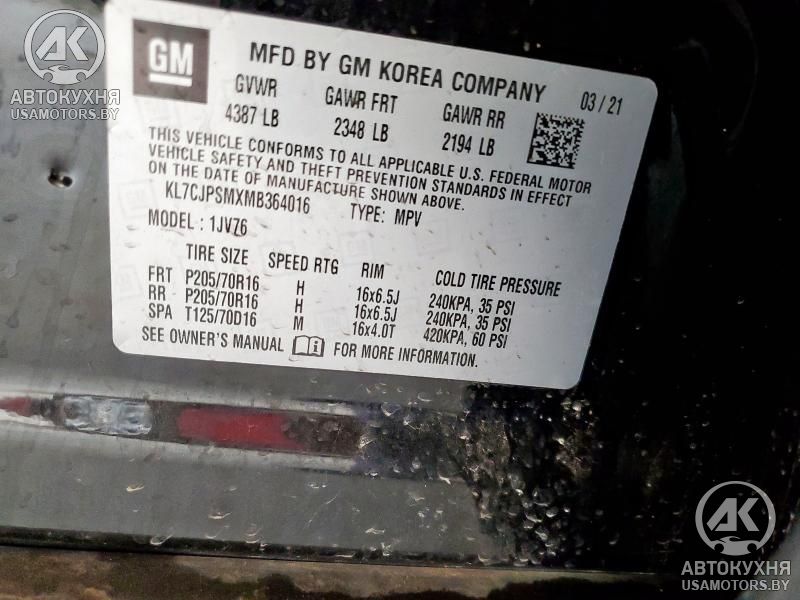 GM
MFD BY GM KOREA COMPANY 03 / 21
GVWR GAWR FRT GAWR RR
4387 LB 2348 LB 2194 LB
THIS VEHICLE CONFORMS TO ALL APPLICABLE U.S. FEDERAL MOTOR
VEHICLE SAFETY AND THEFT PREVENTION STANDARDS IN EFFECT
ON THE DATE OF MANUFACTURE SHOWN ABOVE.
KL7CJPSMXMB364016 TYPE: MPV
MODEL : 1JV76
TIRE SIZE SPEED RTG RIM COLD TIRE PRESSURE
FRT P205/70R16 H 16x6.5J 240KPA, 35 PSI
RR P205/70R16 H 16x6.5J 240KPA, 35 PSI
SPA T125/70D16 M 16x4.0T 420KPA, 60 PSI
SEE OWNER'S MANUAL FOR MORE INFORMATION.
АК
АВТОКУХНЯ
USAMOTORS.BY
АК
АВТОКУХНЯ
USAMOTORS.BY